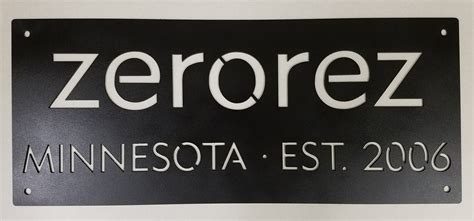 zerorez
MINNESOTA · EST. 2006